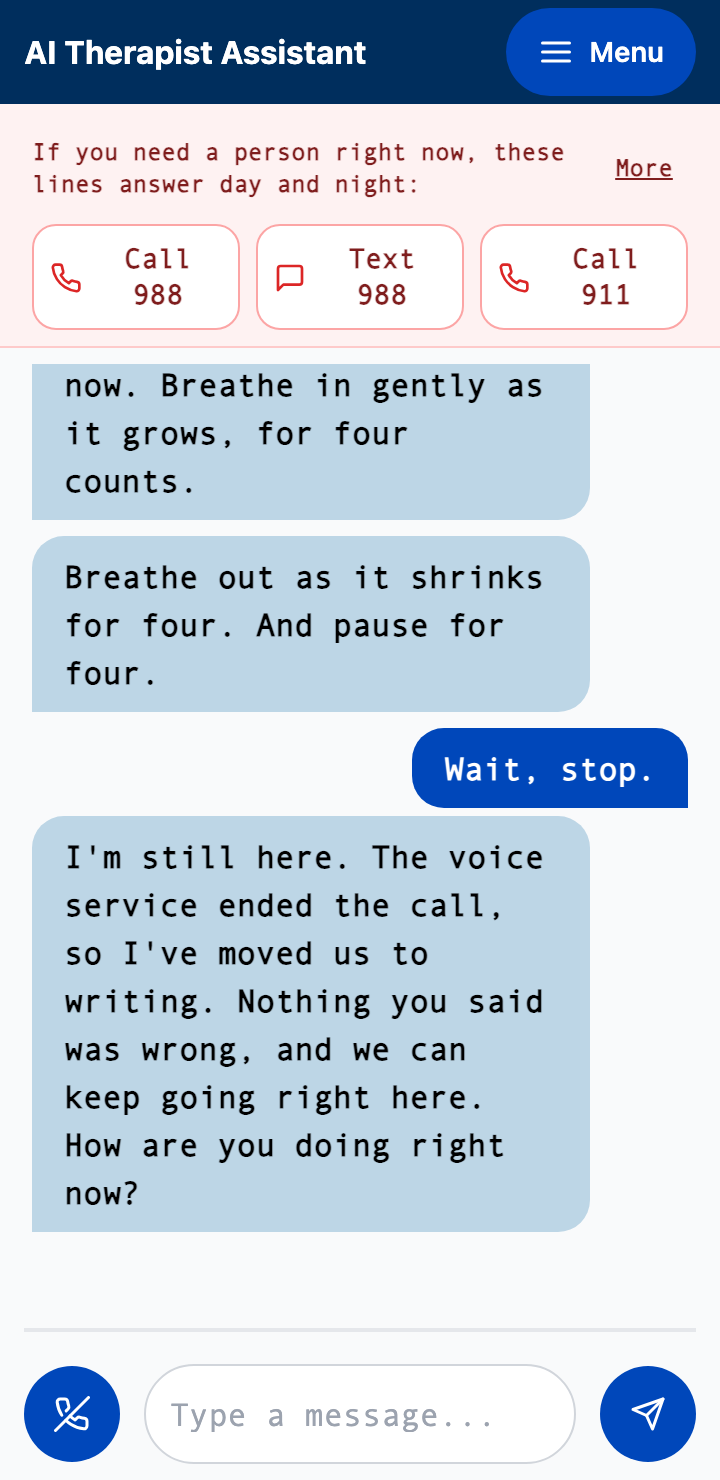 AI Therapist Assistant
Menu
If you need a person right now, these
lines answer day and night:
More
Call
988
Text
988
Call
911
now. Breathe in gently as
it grows, for four
counts.
Breathe out as it shrinks
for four. And pause for
four.
Wait, stop.
I'm still here. The voice
service ended the call,
so I've moved us to
writing. Nothing you said
was wrong, and we can
keep going right here.
How are you doing right
now?
Type a message...